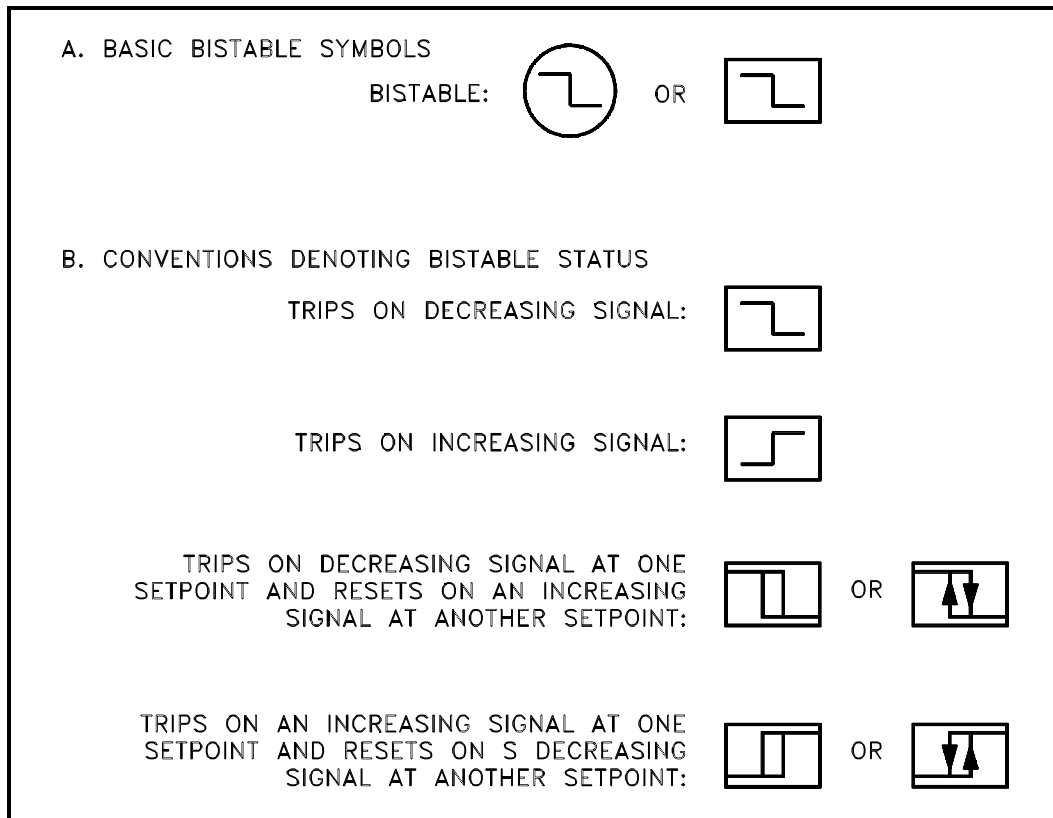 A. BASIC BISTABLE SYMBOLS
BISTABLE:
OR
B. CONVENTIONS DENOTING BISTABLE STATUS
TRIPS ON DECREASING SIGNAL:
TRIPS ON INCREASING SIGNAL:
TRIPS ON DECREASING SIGNAL AT ONE
SETPOINT AND RESETS ON AN INCREASING
SIGNAL AT ANOTHER SETPOINT:
OR
TRIPS ON AN INCREASING SIGNAL AT ONE
SETPOINT AND RESETS ON S DECREASING
SIGNAL AT ANOTHER SETPOINT:
OR